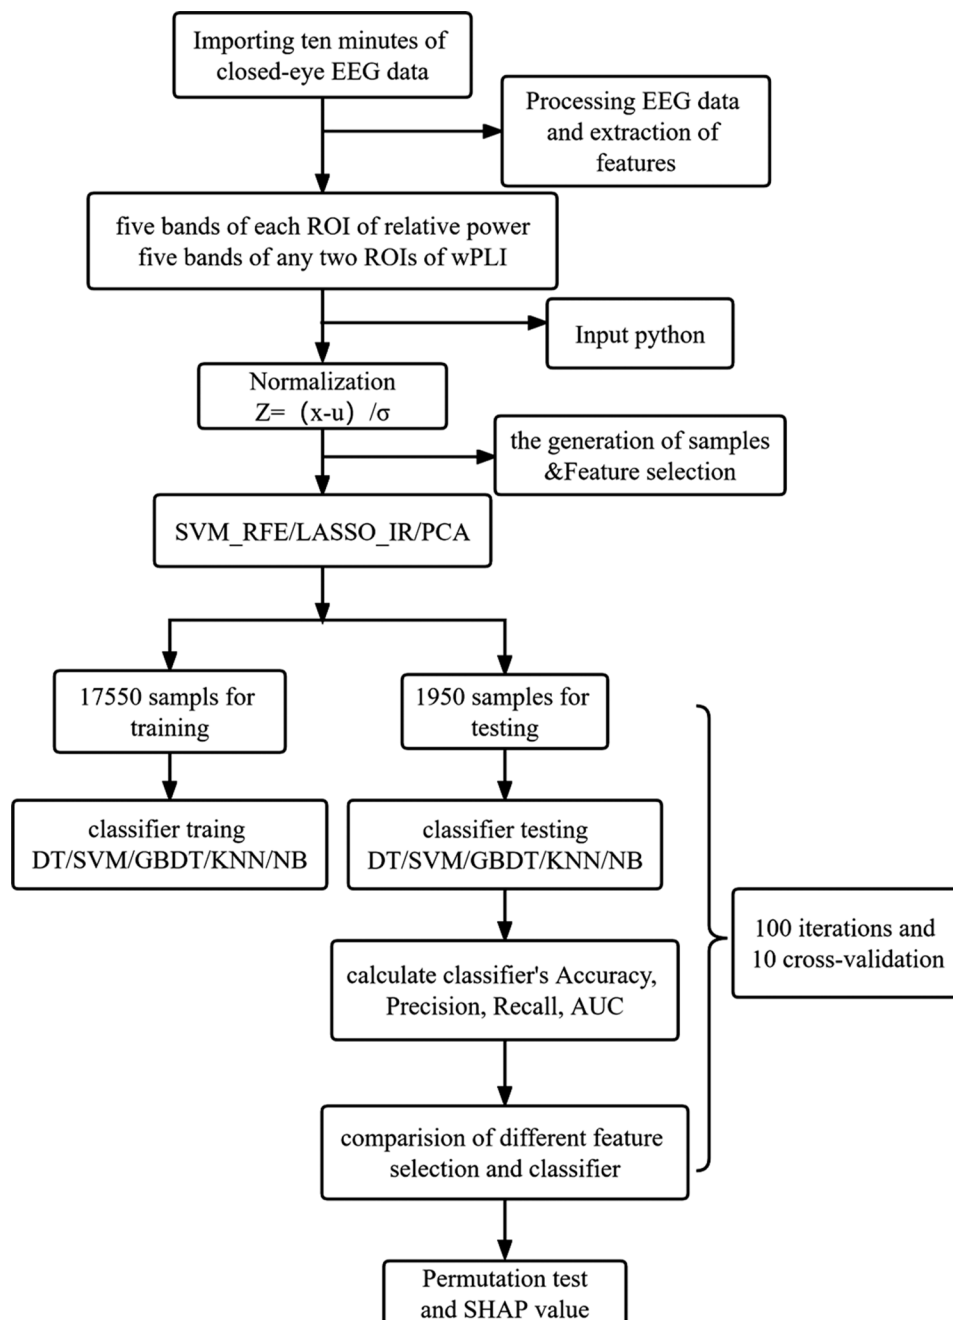 Importing ten minutes of
closed-eye EEG data
Processing EEG data
and extraction of
features
five bands of each ROI of relative power
five bands of any two ROIs of wPLI
Input python
Normalization
Z=（x-u）/σ
the generation of samples
&Feature selection
SVM_RFE/LASSO_IR/PCA
17550 sampls for
training
1950 samples for
testing
classifier traing
DT/SVM/GBDT/KNN/NB
classifier testing
DT/SVM/GBDT/KNN/NB
100 iterations and
10 cross-validation
calculate classifier's Accuracy,
Precision, Recall, AUC
comparision of different feature
selection and classifier
Permutation test
and SHAP value